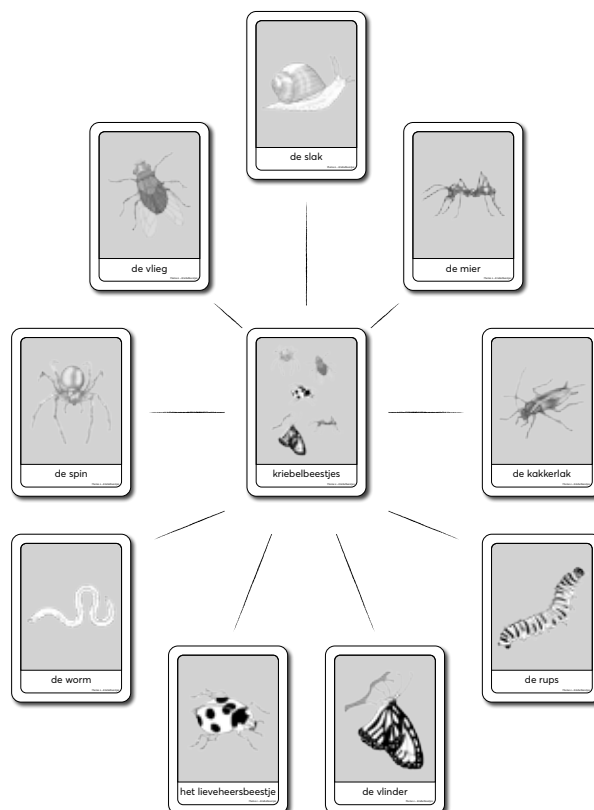 de slak
de vlieg
de mier
de spin
kriebelbeestjes
de kakkerlak
de worm
de rups
het lieveheersbeestje
de vlinder